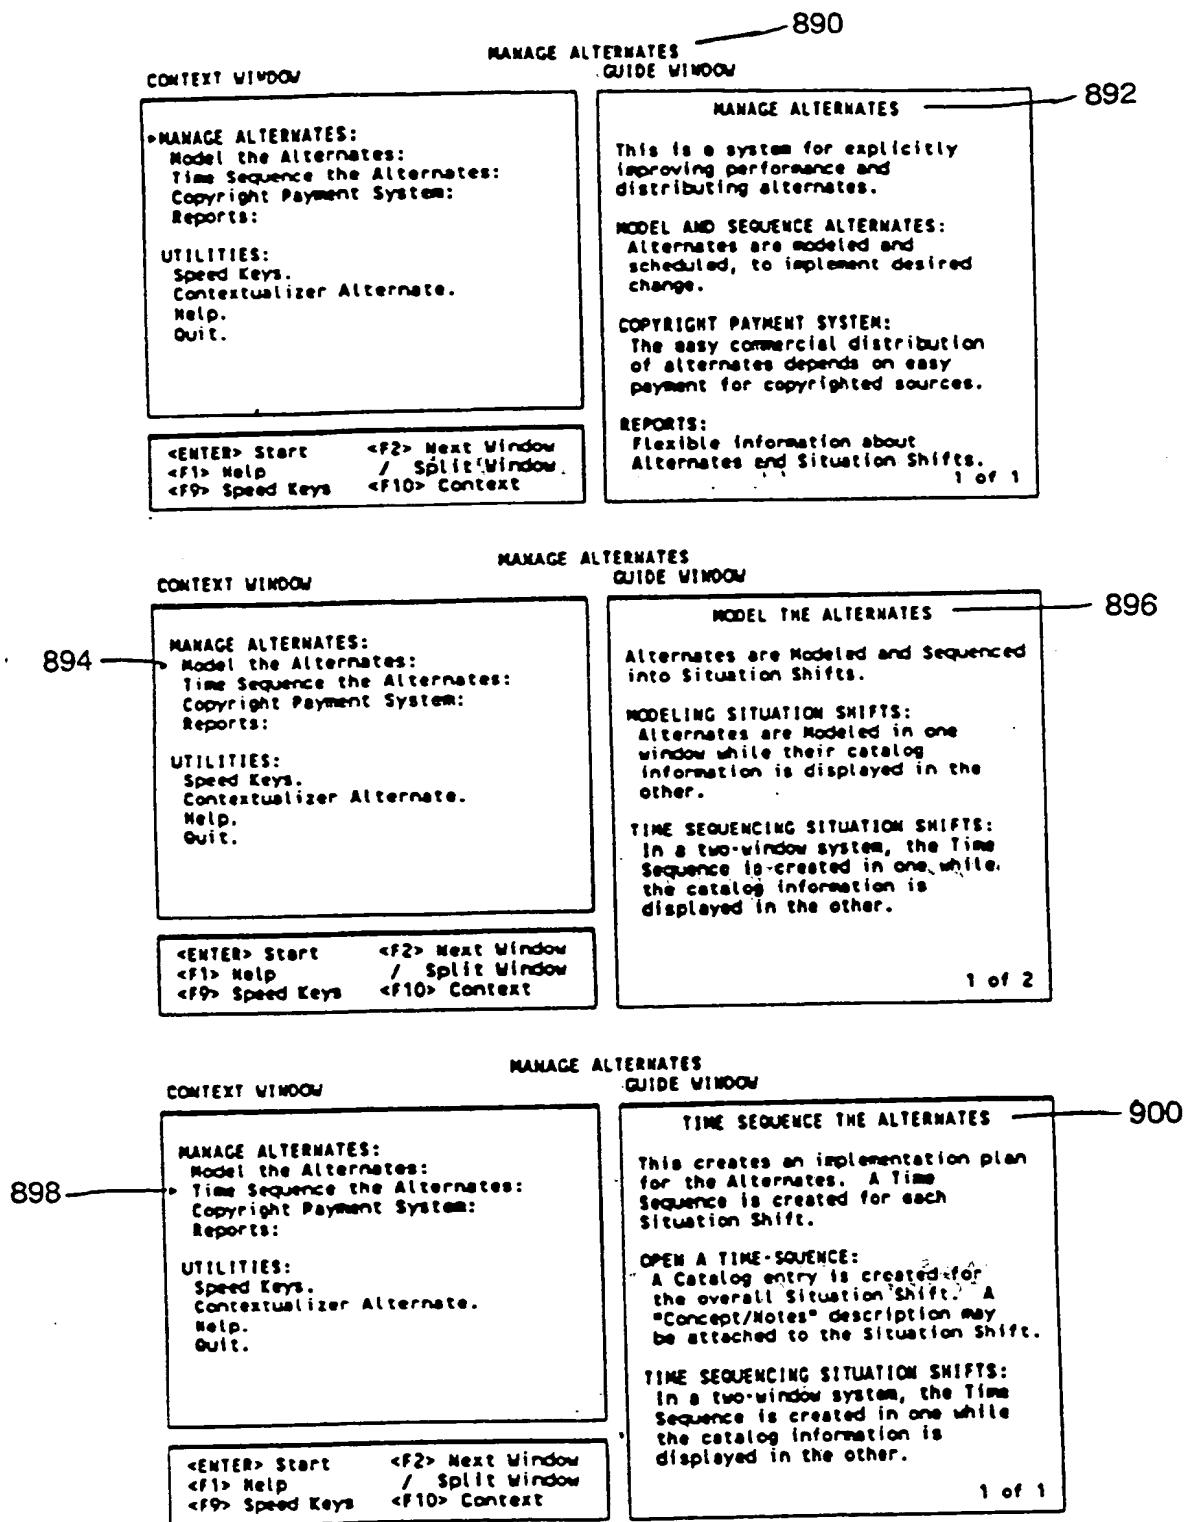 890
MANAGE ALTERNATES
CONTEXT WINDOW
GUIDE WINDOW
MANAGE ALTERNATES:
Model the Alternates:
Time Sequence the Alternates:
Copyright Payment System:
Reports:
UTILITIES:
Speed Keys.
Contextualizer Alternate.
Help.
Quit.
<ENTER> Start <F2> Next Window
<F1> Help / Split Window
<F9> Speed Keys <F10> Context
MANAGE ALTERNATES
892
This is a system for explicitly
improving performance and
distributing alternates.
MODEL AND SEQUENCE ALTERNATES:
Alternates are modeled and
scheduled, to implement desired
change.
COPYRIGHT PAYMENT SYSTEM:
The easy commercial distribution
of alternates depends on easy
payment for copyrighted sources.
REPORTS:
Flexible information about
Alternates and Situation Shifts.
1 of 1
MANAGE ALTERNATES
CONTEXT WINDOW
GUIDE WINDOW
MANAGE ALTERNATES:
894
Model the Alternates:
Time Sequence the Alternates:
Copyright Payment System:
Reports:
UTILITIES:
Speed Keys.
Contextualizer Alternate.
Help.
Quit.
<ENTER> Start <F2> Next Window
<F1> Help / Split Window
<F9> Speed Keys <F10> Context
MODEL THE ALTERNATES
896
Alternates are Modeled and Sequenced
into Situation Shifts.
MODELING SITUATION SHIFTS:
Alternates are Modeled in one
window while their catalog
information is displayed in the
other.
TIME SEQUENCING SITUATION SHIFTS:
In a two-window system, the Time
Sequence is created in one while
the catalog information is
displayed in the other.
1 of 2
MANAGE ALTERNATES
CONTEXT WINDOW
GUIDE WINDOW
MANAGE ALTERNATES:
Model the Alternates:
898
Time Sequence the Alternates:
Copyright Payment System:
Reports:
UTILITIES:
Speed Keys.
Contextualizer Alternate.
Help.
Quit.
<ENTER> Start <F2> Next Window
<F1> Help / Split Window
<F9> Speed Keys <F10> Context
TIME SEQUENCE THE ALTERNATES
900
This creates an implementation plan
for the Alternates. A Time
Sequence is created for each
Situation Shift.
OPEN A TIME-SQUENCE:
A Catalog entry is created for
the overall Situation Shift. A
"Concept/Notes" description may
be attached to the Situation Shift.
TIME SEQUENCING SITUATION SHIFTS:
In a two-window system, the Time
Sequence is created in one while
the catalog information is
displayed in the other.
1 of 1